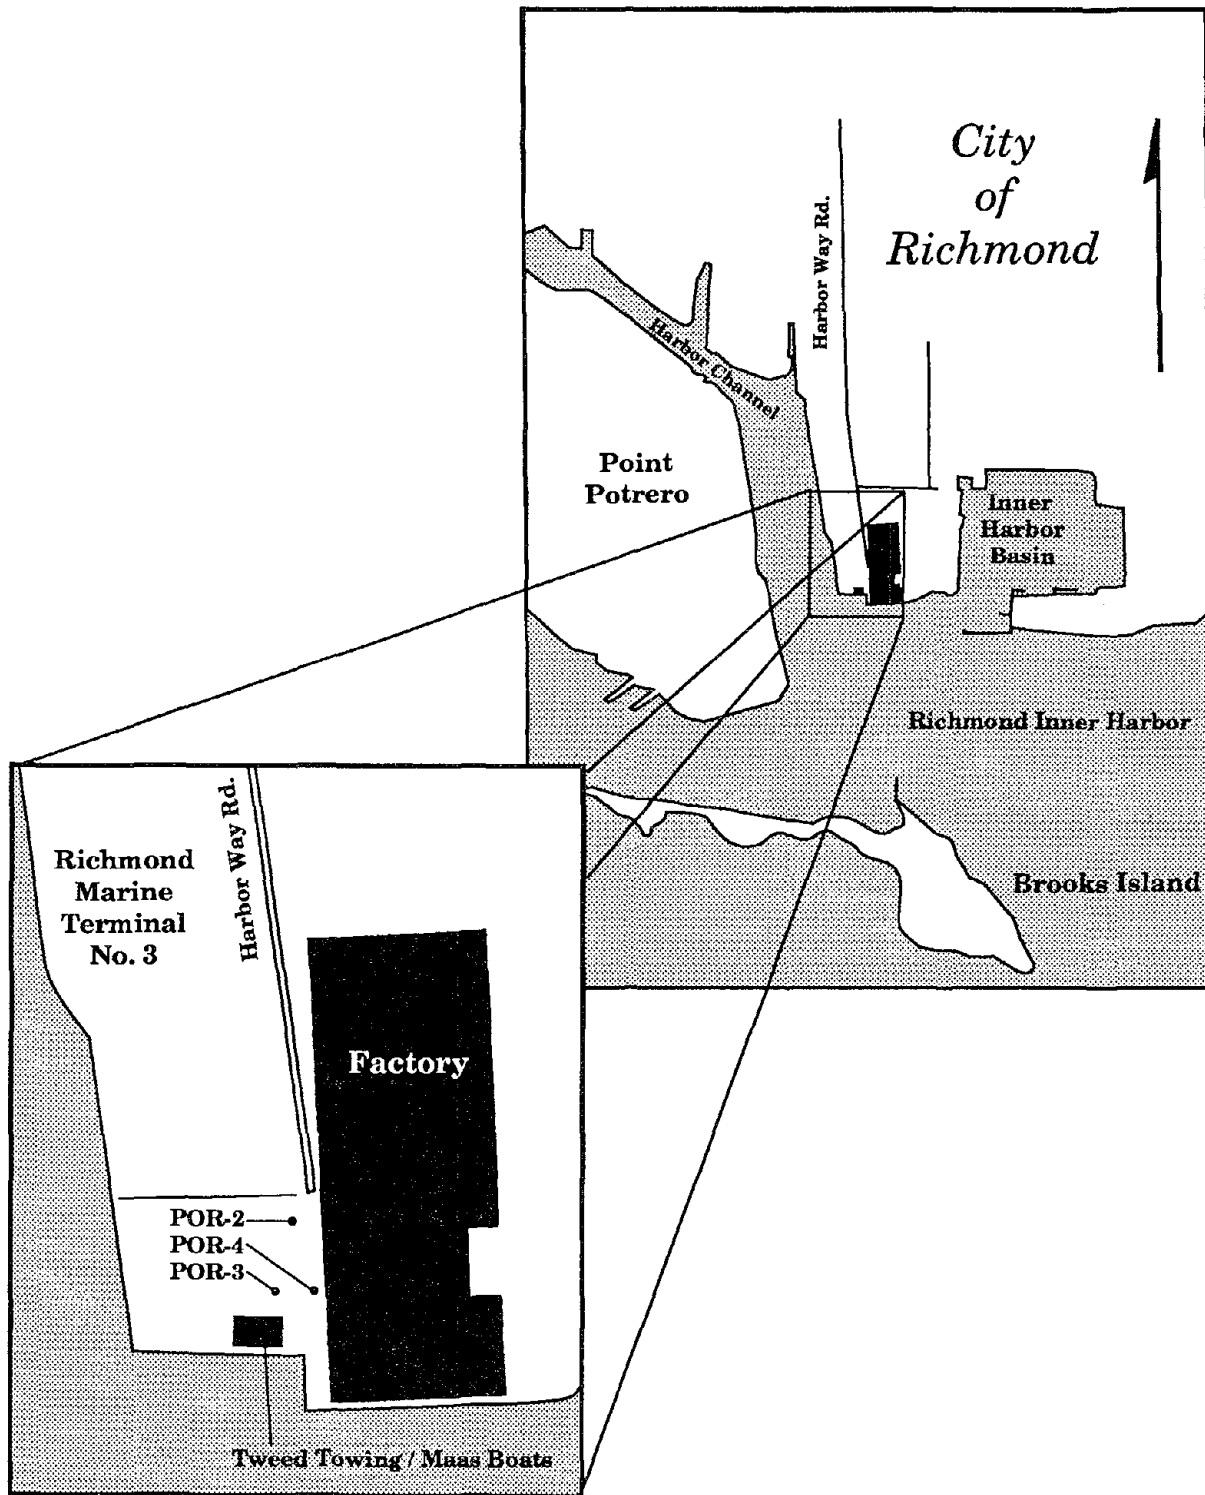 City
of
Richmond
Harbor Way Rd.
Harbor Channel
Point
Potrero
Inner
Harbor
Basin
Richmond Inner Harbor
Brooks Island
Richmond
Marine
Terminal
No. 3
Harbor Way Rd.
Factory
POR-2
POR-4
POR-3
Tweed Towing / Maas Boats